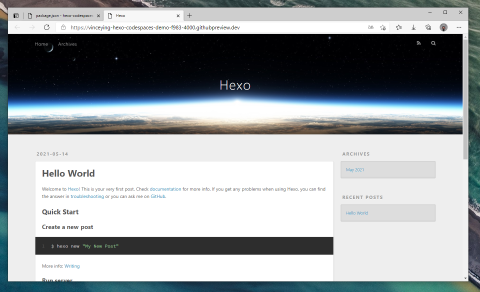 package.json - hexo-codespaces-
Hexo
https://vinceying-hexo-codespaces-demo-f983-4000.githubpreview.dev
Home
Archives
Hexo
2021-05-14
Hello World
Welcome to Hexo! This is your very first post. Check documentation for more info. If you get any problems when using Hexo, you can find
the answer in troubleshooting or you can ask me on GitHub.
Quick Start
Create a new post
1 $ hexo new "My New Post"
More info: Writing
Run server
ARCHIVES
May 2021
RECENT POSTS
Hello World